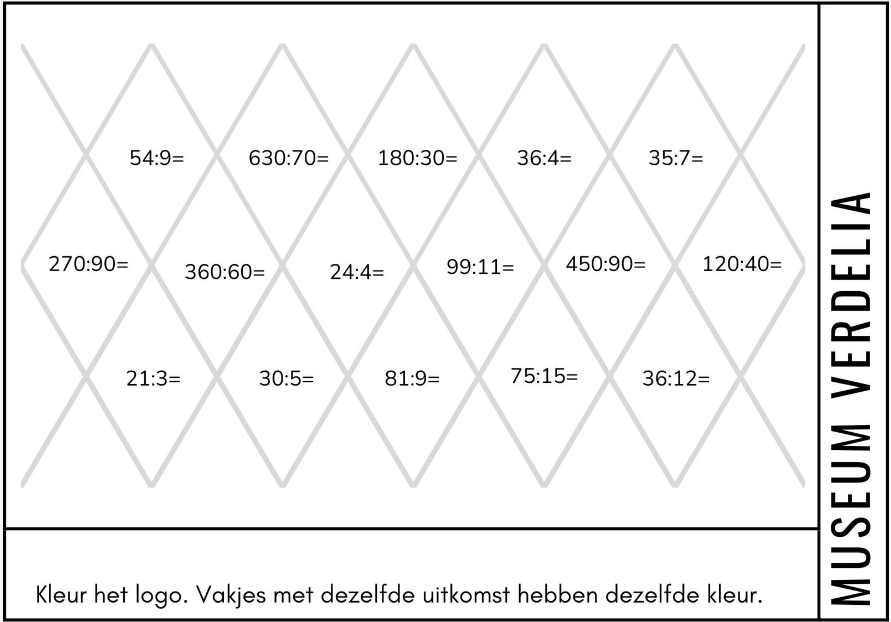 54:9= 630:70= 180:30= 36:4= 35:7=
270:90= 360:60= 24:4= 99:11= 450:90= 120:40=
21:3= 30:5= 81:9= 75:15= 36:12=
Kleur het logo. Vakjes met dezelfde uitkomst hebben dezelfde kleur.
MUSEUM VERDELIA